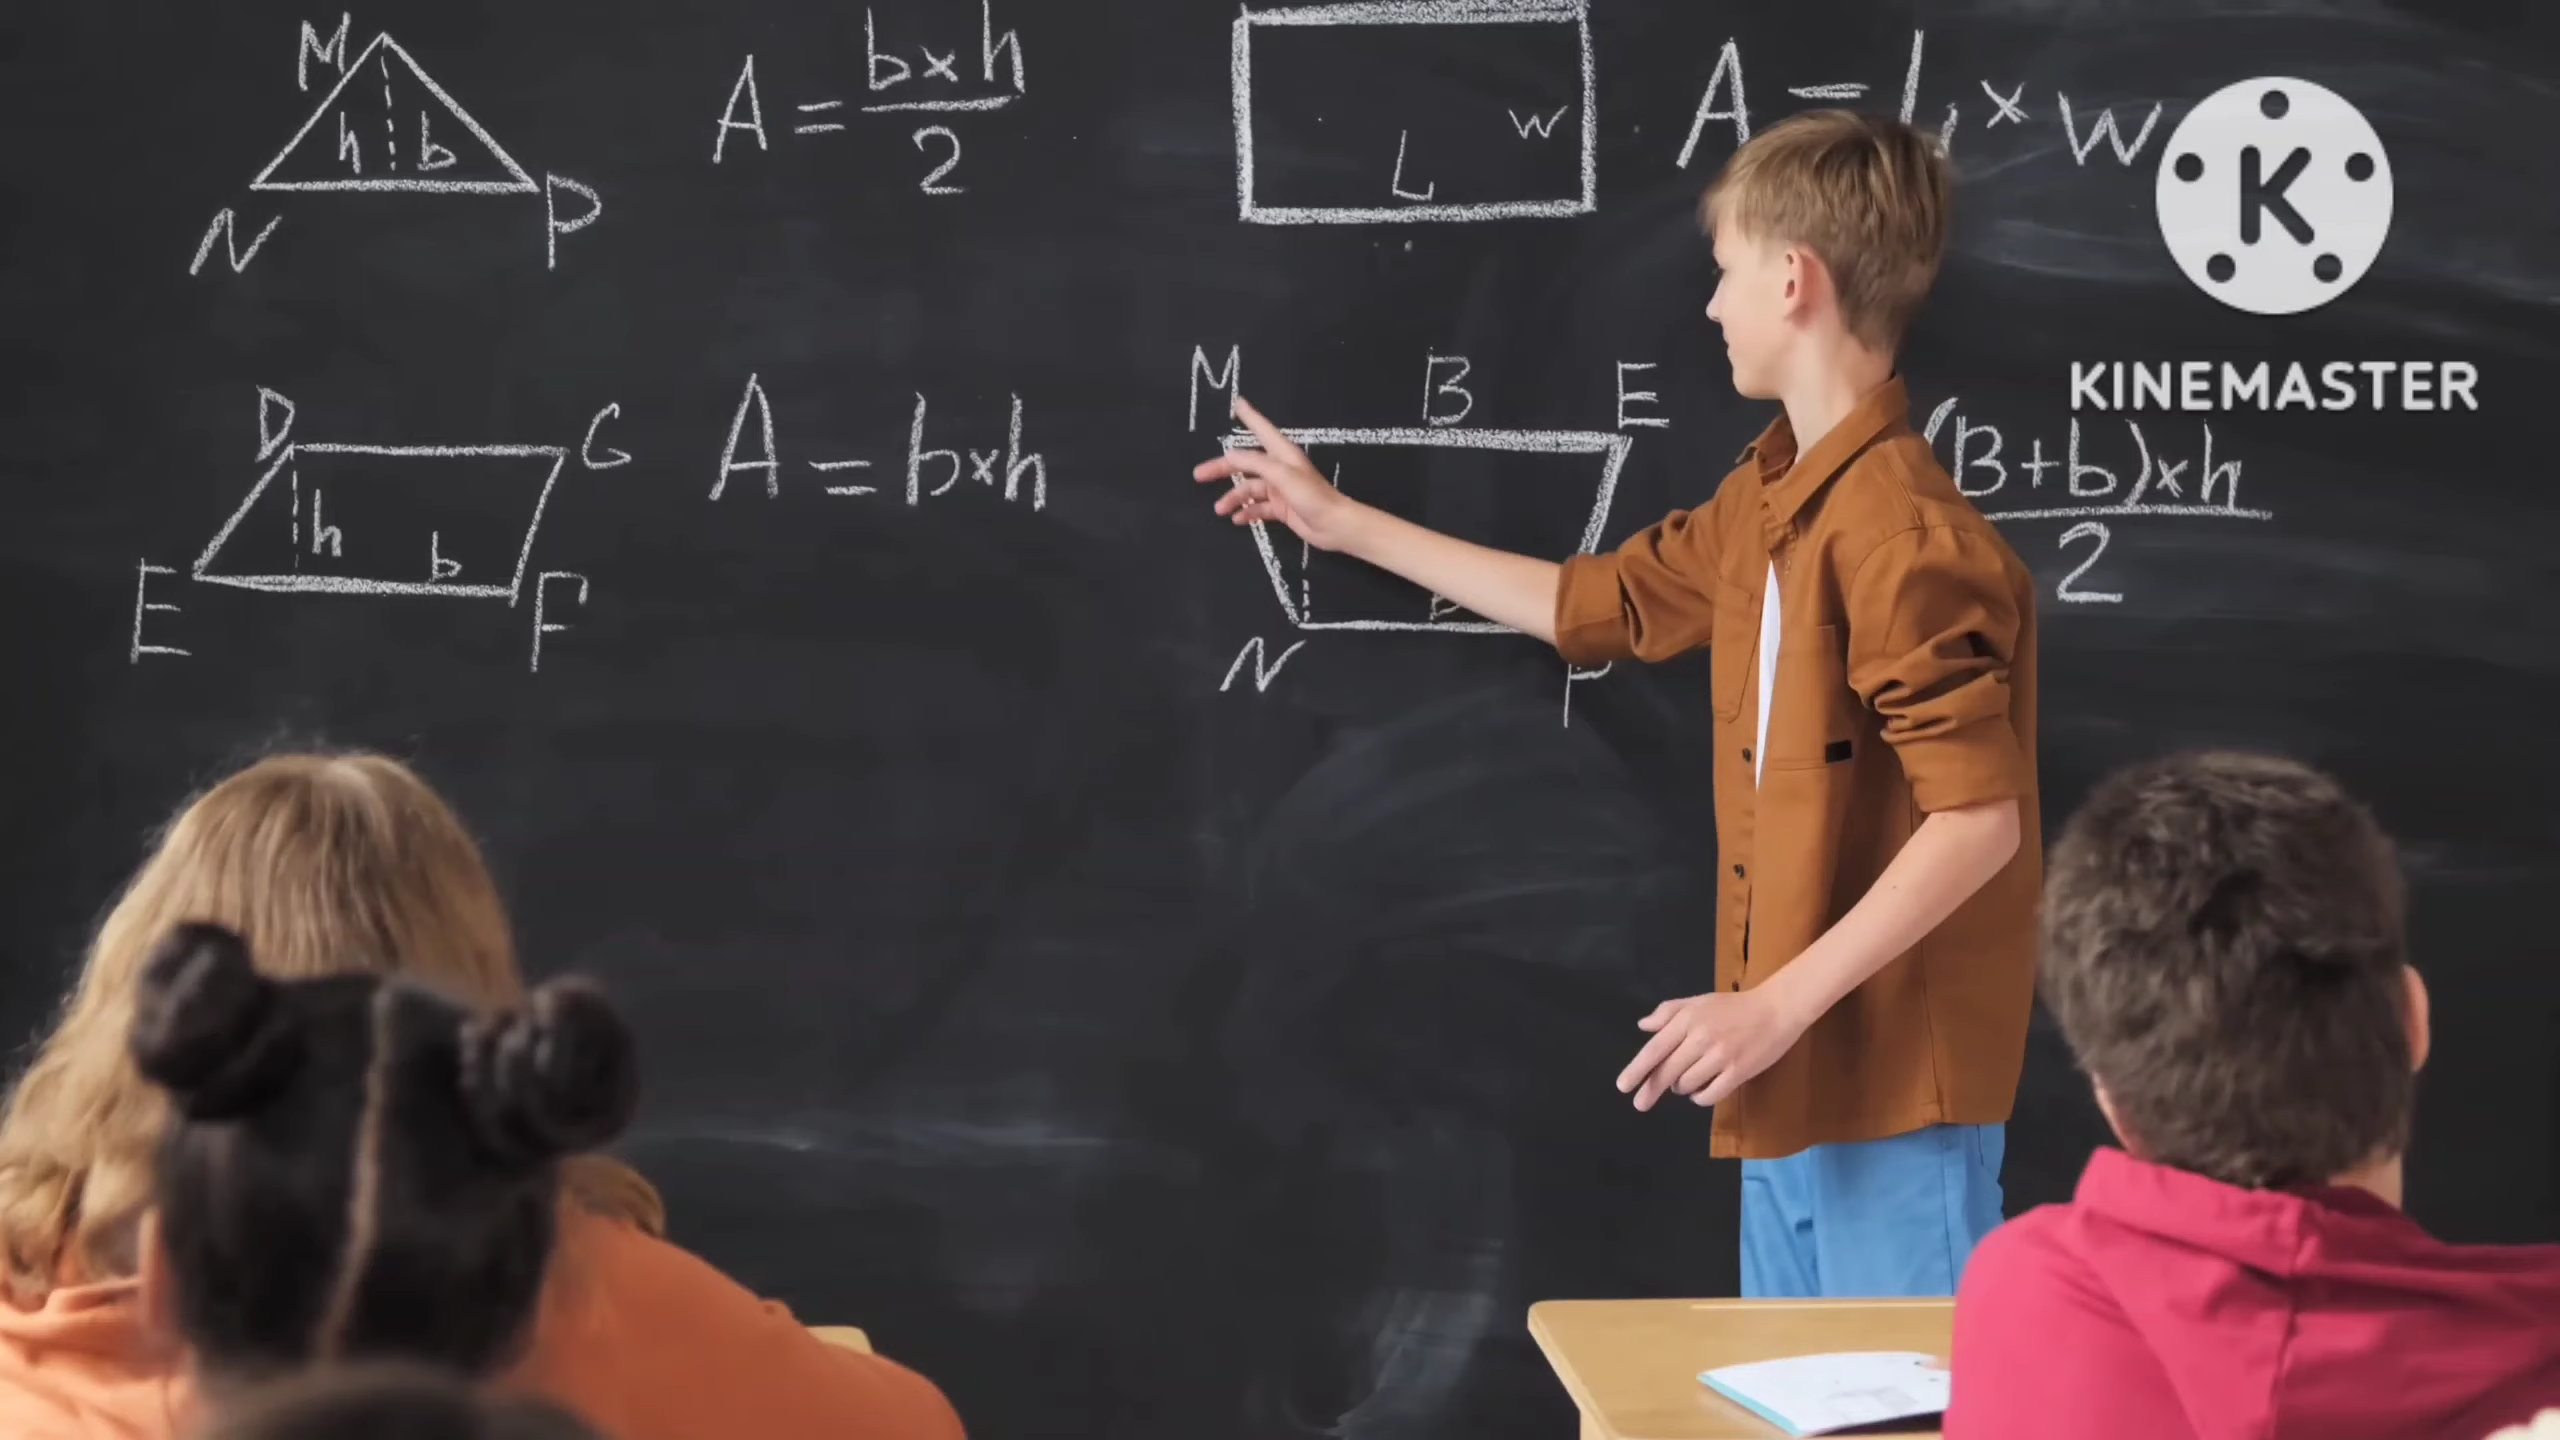 M
h b
N P
A = b×h
2
L W
A = L × W
K
KINEMASTER
D G
h b
E F
A = b×h
M B E
N P
(B+b)×h
2